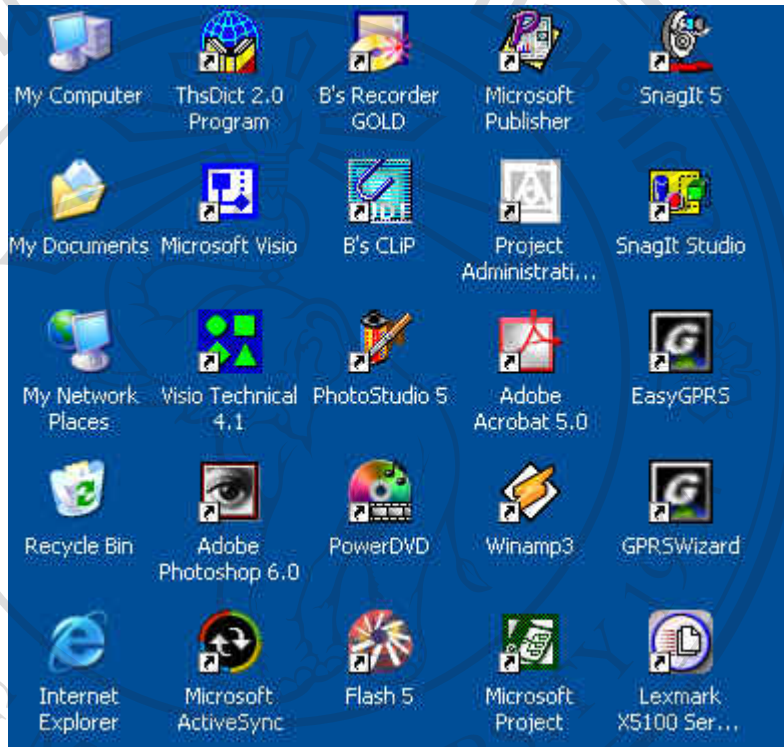 My Computer
ThsDict 2.0
Program
B's Recorder
GOLD
Microsoft
Publisher
SnagIt 5
My Documents
Microsoft Visio
B's CLiP
Project
Administrati...
SnagIt Studio
My Network
Places
Visio Technical
4.1
PhotoStudio 5
Adobe
Acrobat 5.0
EasyGPRS
Recycle Bin
Adobe
Photoshop 6.0
PowerDVD
Winamp3
GPRSWizard
Internet
Explorer
Microsoft
ActiveSync
Flash 5
Microsoft
Project
Lexmark
X5100 Ser...